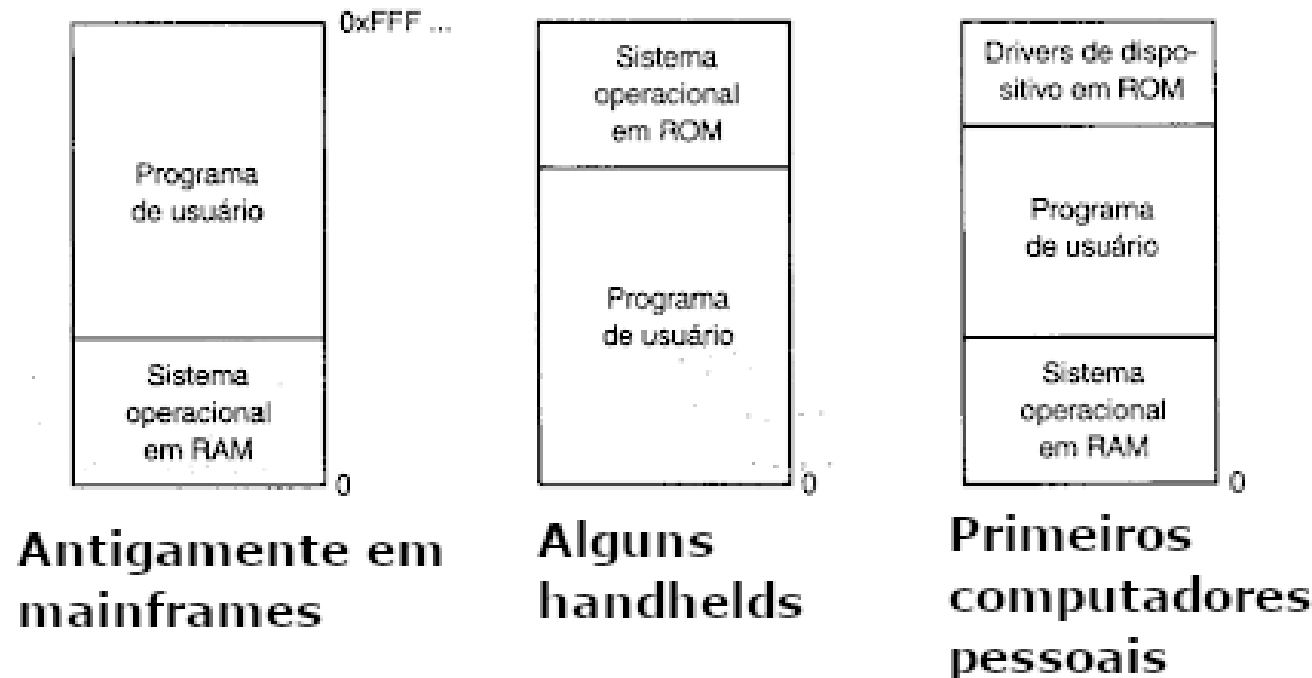 0xFFF ...
Programa
de usuário
Sistema
operacional
em RAM
0
Antigamente em
mainframes
Sistema
operacional
em ROM
Programa
de usuário
0
Alguns
handhelds
Drivers de dispo-
sitivo em ROM
Programa
de usuário
Sistema
operacional
em RAM
0
Primeiros
computadores
pessoais